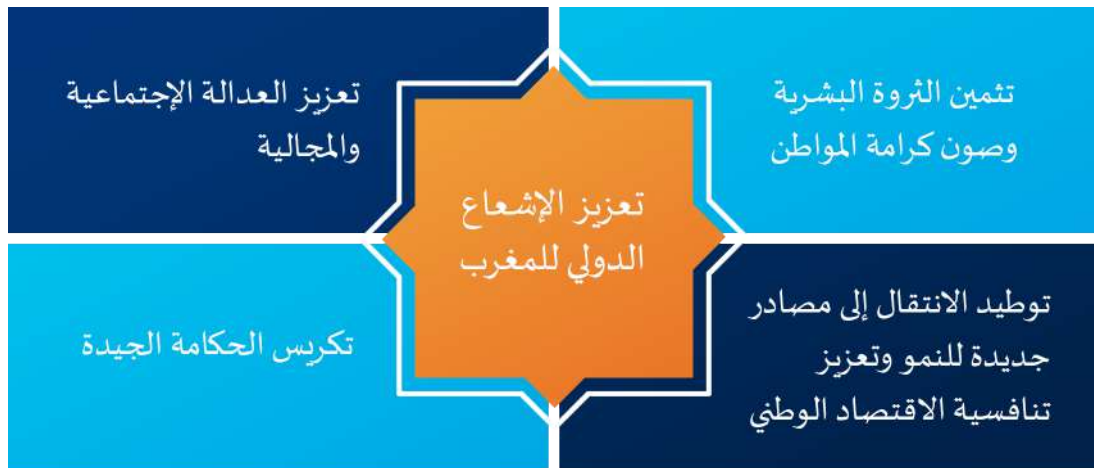 تثمين الثروة البشرية
وصون كرامة المواطن
تعزيز العدالة الإجتماعية
والمجالية
تعزيز الإشعاع
الدولي للمغرب
توطيد الانتقال إلى مصادر
جديدة للنمو وتعزيز
تنافسية الاقتصاد الوطني
تكريس الحكامة الجيدة